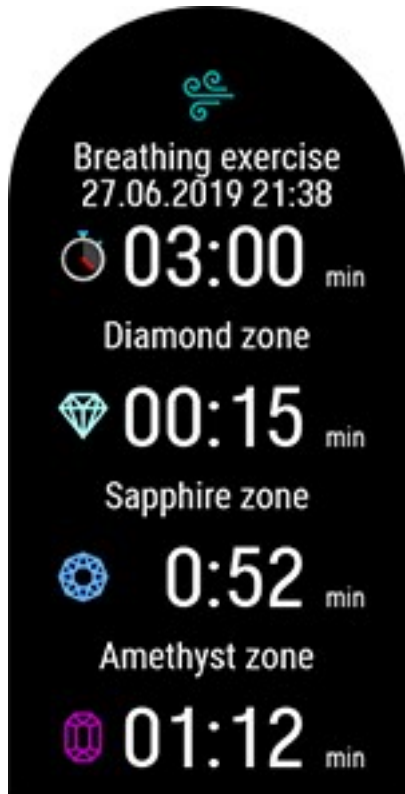 Breathing exercise
27.06.2019 21:38
03:00 min
Diamond zone
00:15 min
Sapphire zone
0:52 min
Amethyst zone
01:12 min